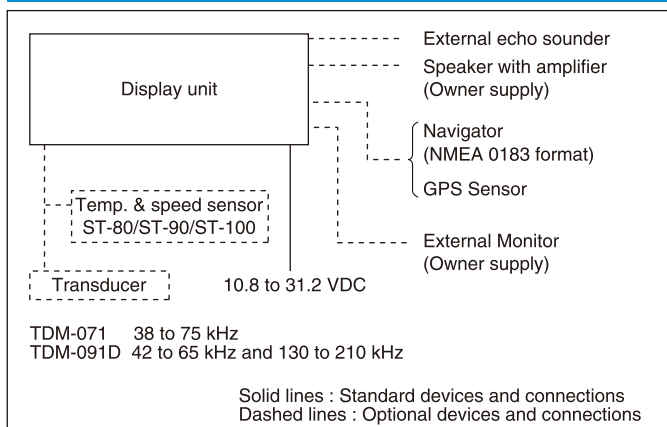 External echo sounder
Speaker with amplifier
(Owner supply)
Display unit
Navigator
(NMEA 0183 format)
GPS Sensor
Temp. & speed sensor
ST-80/ST-90/ST-100
External Monitor
(Owner supply)
Transducer
10.8 to 31.2 VDC
TDM-071 38 to 75 kHz
TDM-091D 42 to 65 kHz and 130 to 210 kHz
Solid lines : Standard devices and connections
Dashed lines : Optional devices and connections